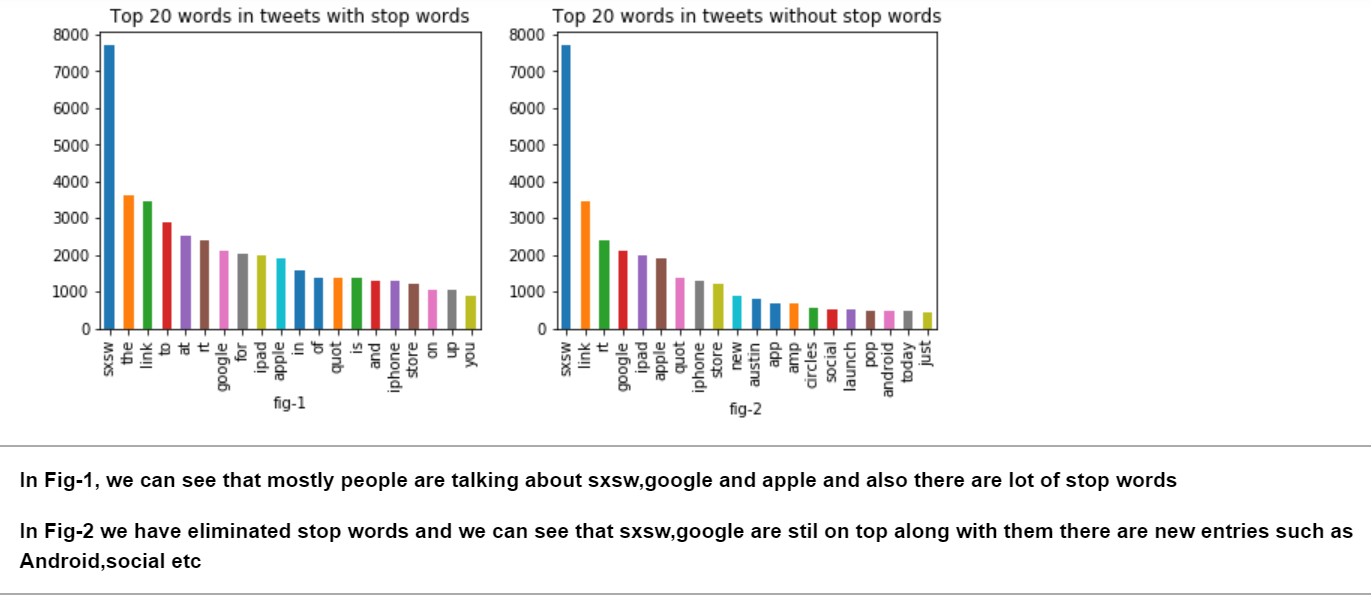 Top 20 words in tweets with stop words
8000
7000
6000
5000
4000
3000
2000
1000
0
sxsw
the
link
to
at
rt
google
for
ipad
apple
in
of
quot
is
and
iphone
store
on
up
you
fig-1
Top 20 words in tweets without stop words
8000
7000
6000
5000
4000
3000
2000
1000
0
sxsw
link
rt
google
ipad
apple
quot
iphone
store
new
austin
app
amp
circles
social
launch
pop
android
today
just
fig-2
In Fig-1, we can see that mostly people are talking about sxsw,google and apple and also there are lot of stop words
In Fig-2 we have eliminated stop words and we can see that sxsw,google are stil on top along with them there are new entries such as
Android,social etc